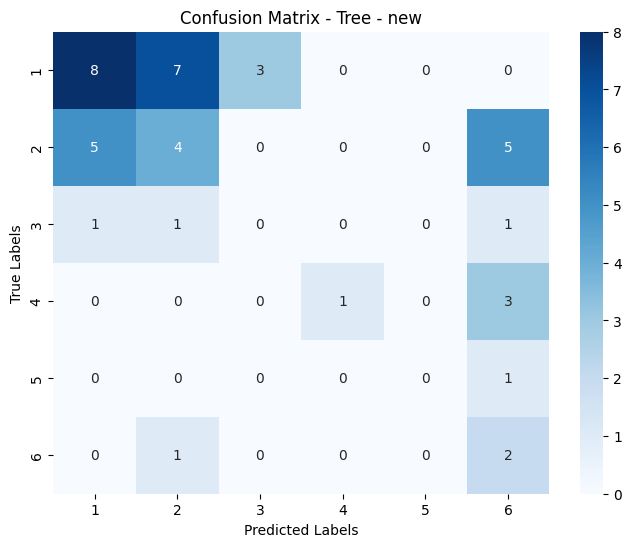 Confusion Matrix - Tree - new
True Labels
1 8 7 3 0 0 0
2 5 4 0 0 0 5
3 1 1 0 0 0 1
4 0 0 0 1 0 3
5 0 0 0 0 0 1
6 0 1 0 0 0 2
1 2 3 4 5 6
Predicted Labels
8
7
6
5
4
3
2
1
0